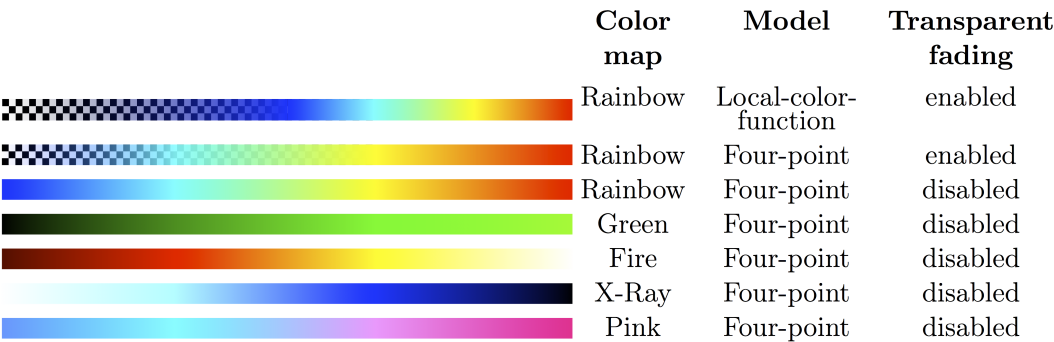 Color Model Transparent
map fading
Rainbow Local-color- enabled
function
Rainbow Four-point enabled
Rainbow Four-point disabled
Green Four-point disabled
Fire Four-point disabled
X-Ray Four-point disabled
Pink Four-point disabled